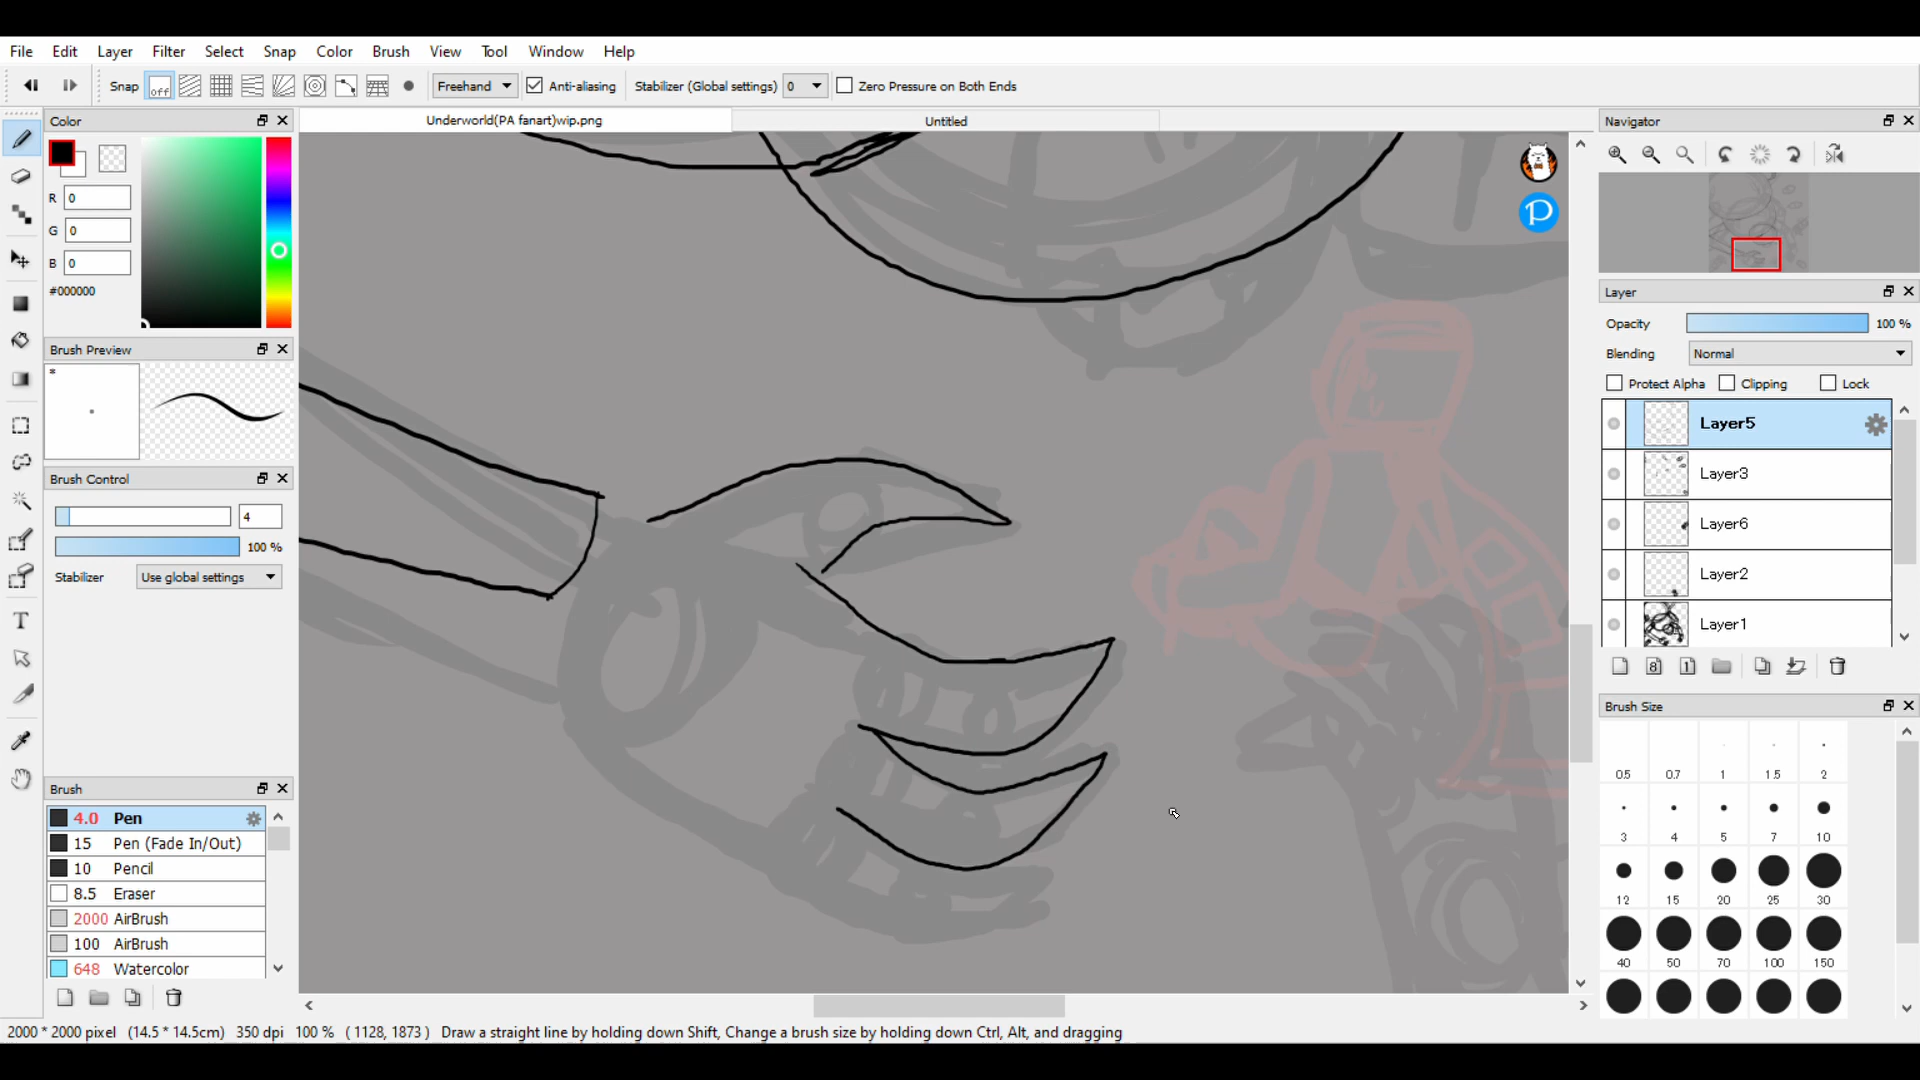 File Edit Layer Filter Select Snap Color Brush View Tool Window Help
Snap off Freehand Anti-aliasing Stabilizer (Global settings) 0 Zero Pressure on Both Ends
Color
Underworld(PA fanart)wip.png
Untitled
R 0
G 0
B 0
#000000
Brush Preview
*
Brush Control
4
100 %
Stabilizer Use global settings
Brush
4.0 Pen
15 Pen (Fade In/Out)
10 Pencil
8.5 Eraser
2000 AirBrush
100 AirBrush
648 Watercolor
P
Navigator
Layer
Opacity 100 %
Blending Normal
Protect Alpha Clipping Lock
Layer5
Layer3
Layer6
Layer2
Layer1
8 1
Brush Size
0.5 0.7 1 1.5 2
3 4 5 7 10
12 15 20 25 30
40 50 70 100 150
T
2000 * 2000 pixel (14.5 * 14.5cm) 350 dpi 100 % ( 1128, 1873 ) Draw a straight line by holding down Shift, Change a brush size by holding down Ctrl, Alt, and dragging